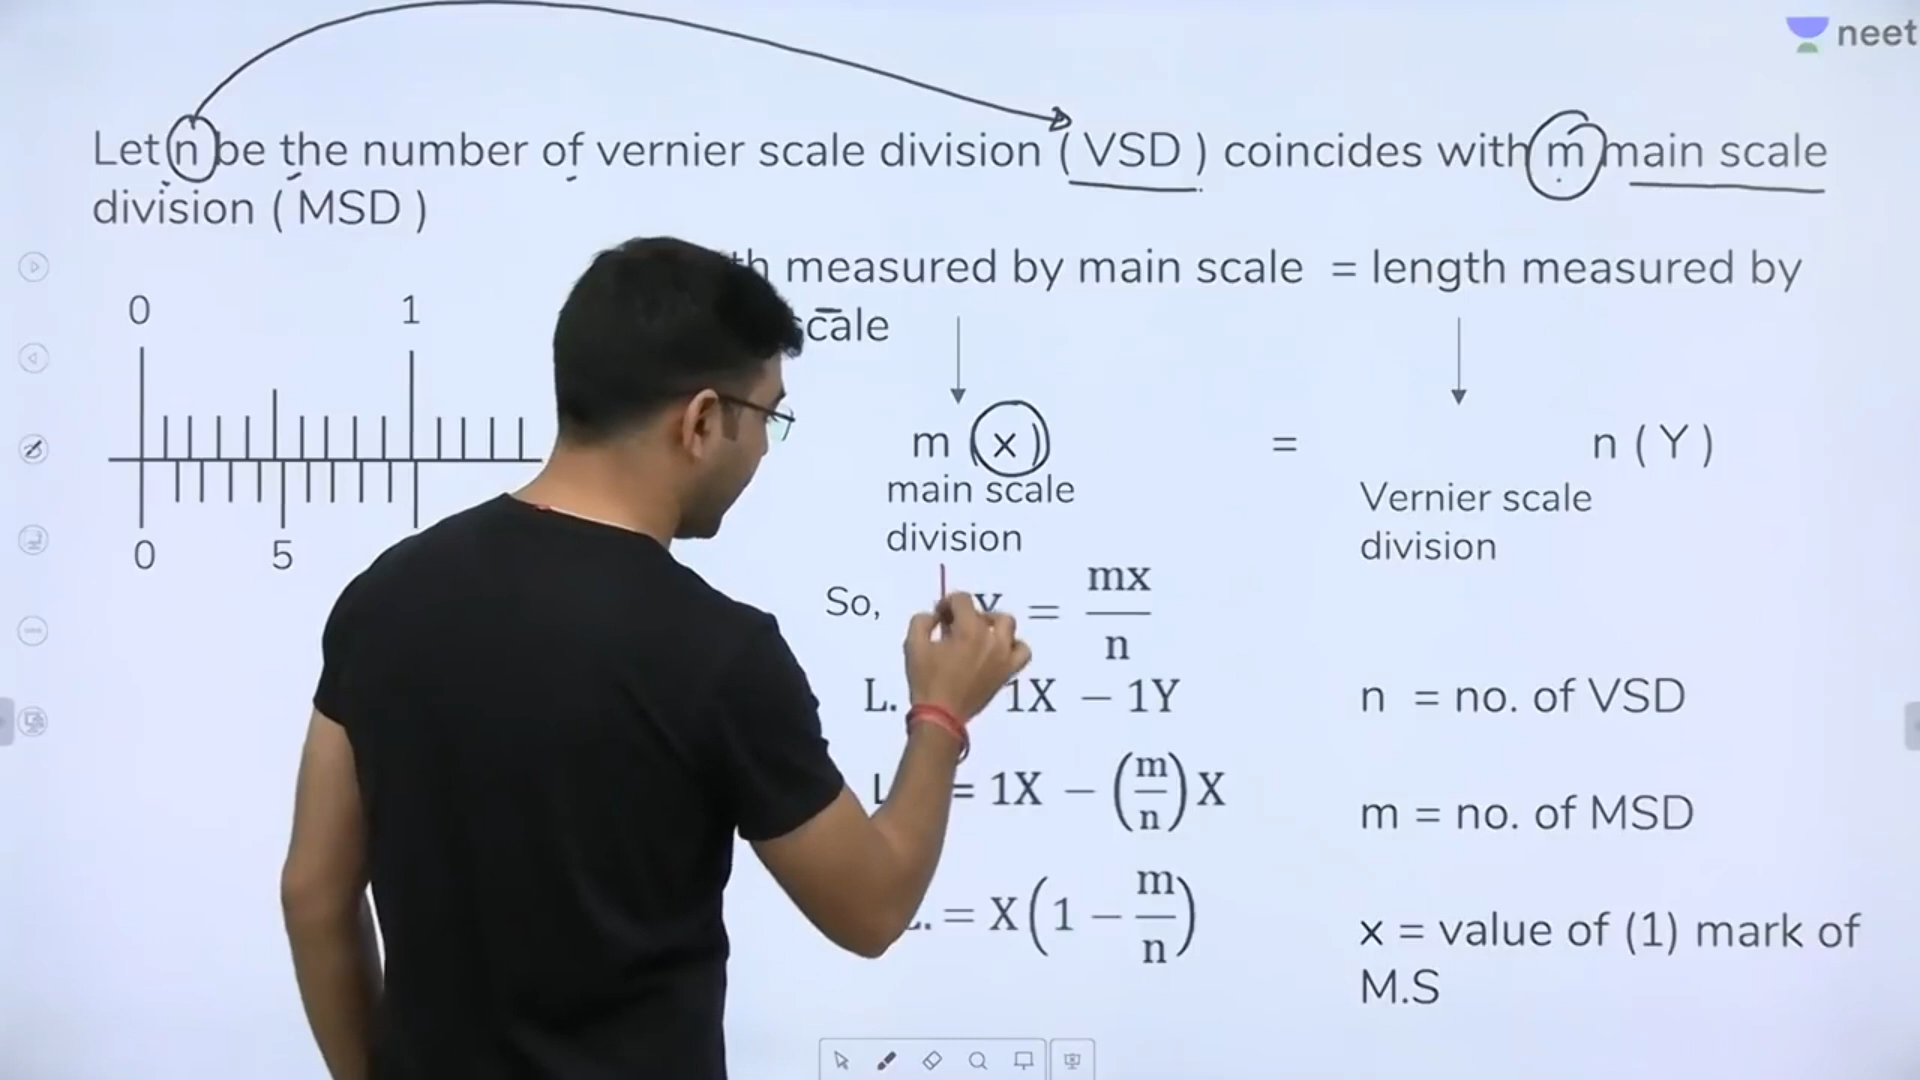 neet
Let n be the number of vernier scale division ( VSD ) coincides with m main scale
division ( MSD )
measured by main scale = length measured by
scale
0 1
m ( x ) = n ( Y )
main scale Vernier scale
division division
0 5
So, Y = mx/n
L. 1X − 1Y
n = no. of VSD
L = 1X − (m/n) X
m = no. of MSD
. = X(1 − m/n)
x = value of (1) mark of
M.S